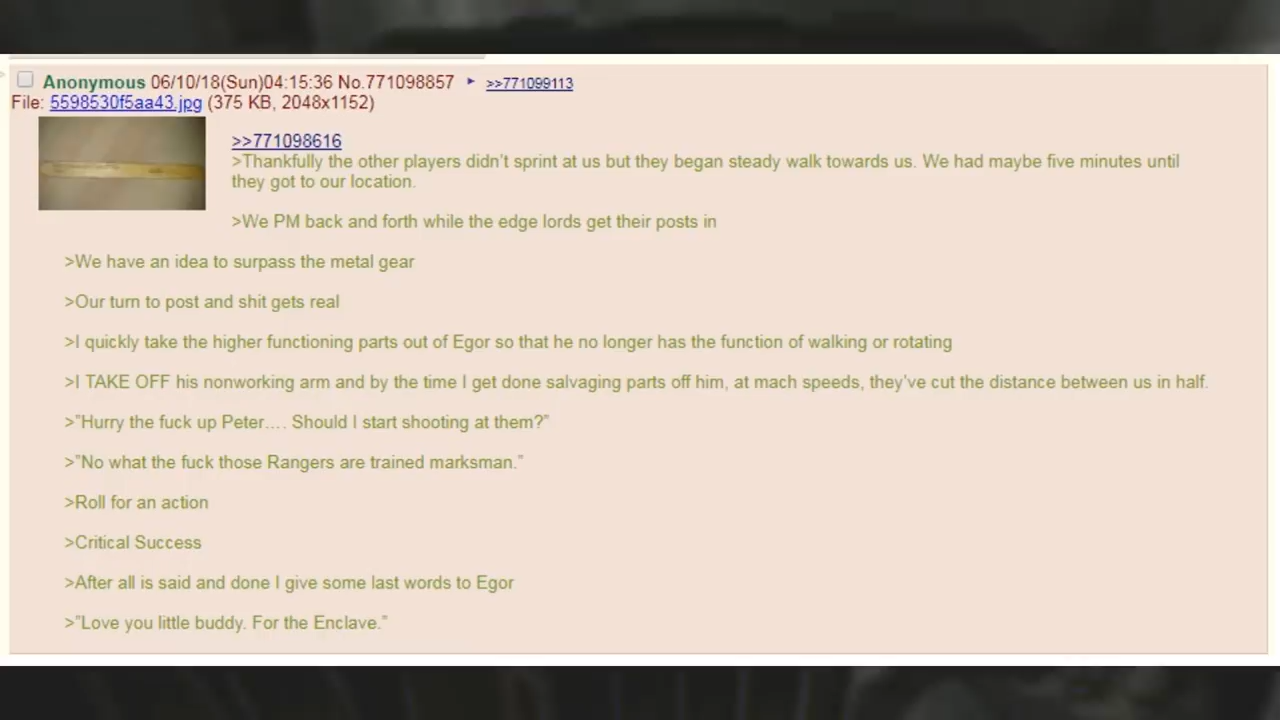 Anonymous 06/10/18(Sun)04:15:36 No.771098857 ► >>771099113
File: 5598530f5aa43.jpg (375 KB, 2048x1152)
>>771098616
>Thankfully the other players didn't sprint at us but they began steady walk towards us. We had maybe five minutes until
they got to our location.
>We PM back and forth while the edge lords get their posts in
>We have an idea to surpass the metal gear
>Our turn to post and shit gets real
>I quickly take the higher functioning parts out of Egor so that he no longer has the function of walking or rotating
>I TAKE OFF his nonworking arm and by the time I get done salvaging parts off him, at mach speeds, they've cut the distance between us in half.
>"Hurry the fuck up Peter…. Should I start shooting at them?"
>"No what the fuck those Rangers are trained marksman."
>Roll for an action
>Critical Success
>After all is said and done I give some last words to Egor
>"Love you little buddy. For the Enclave."